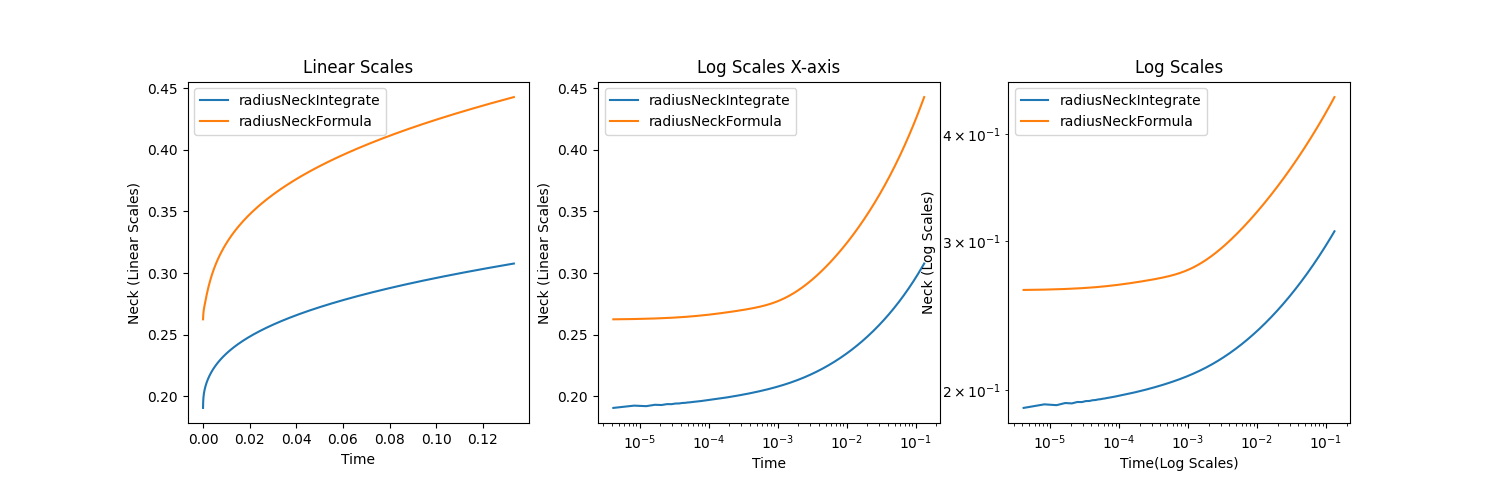 Linear Scales
radiusNeckIntegrate
radiusNeckFormula
Neck (Linear Scales)
0.45
0.40
0.35
0.30
0.25
0.20
0.00 0.02 0.04 0.06 0.08 0.10 0.12
Time
Log Scales X-axis
radiusNeckIntegrate
radiusNeckFormula
Neck (Linear Scales)
0.45
0.40
0.35
0.30
0.25
0.20
10⁻⁵ 10⁻⁴ 10⁻³ 10⁻² 10⁻¹
Time
Log Scales
radiusNeckIntegrate
radiusNeckFormula
Neck (Log Scales)
4 × 10⁻¹
3 × 10⁻¹
2 × 10⁻¹
10⁻⁵ 10⁻⁴ 10⁻³ 10⁻² 10⁻¹
Time(Log Scales)